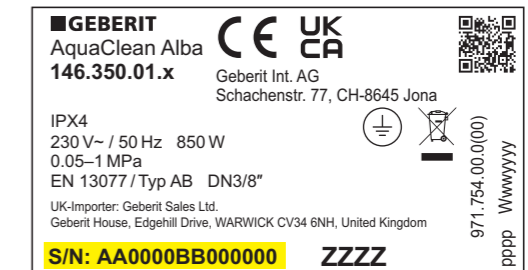 GEBERIT
AquaClean Alba
146.350.01.x
CE
UK
CA
Geberit Int. AG
Schachenstr. 77, CH-8645 Jona
IPX4
230 V~ / 50 Hz 850 W
0.05–1 MPa
EN 13077 / Typ AB DN3/8″
UK-Importer: Geberit Sales Ltd.
Geberit House, Edgehill Drive, WARWICK CV34 6NH, United Kingdom
S/N: AA0000BB000000 ZZZZ
971.754.00.0(00)
pppp Wwwyyyy